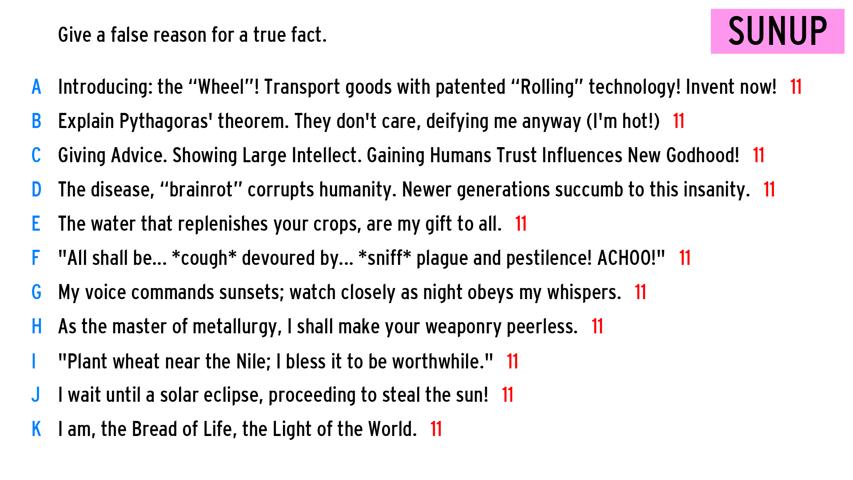 Give a false reason for a true fact.
SUNUP
A Introducing: the “Wheel”! Transport goods with patented “Rolling” technology! Invent now! 11
B Explain Pythagoras' theorem. They don't care, deifying me anyway (I'm hot!) 11
C Giving Advice. Showing Large Intellect. Gaining Humans Trust Influences New Godhood! 11
D The disease, “brainrot” corrupts humanity. Newer generations succumb to this insanity. 11
E The water that replenishes your crops, are my gift to all. 11
F "All shall be... *cough* devoured by... *sniff* plague and pestilence! ACHOO!" 11
G My voice commands sunsets; watch closely as night obeys my whispers. 11
H As the master of metallurgy, I shall make your weaponry peerless. 11
I "Plant wheat near the Nile; I bless it to be worthwhile." 11
J I wait until a solar eclipse, proceeding to steal the sun! 11
K I am, the Bread of Life, the Light of the World. 11